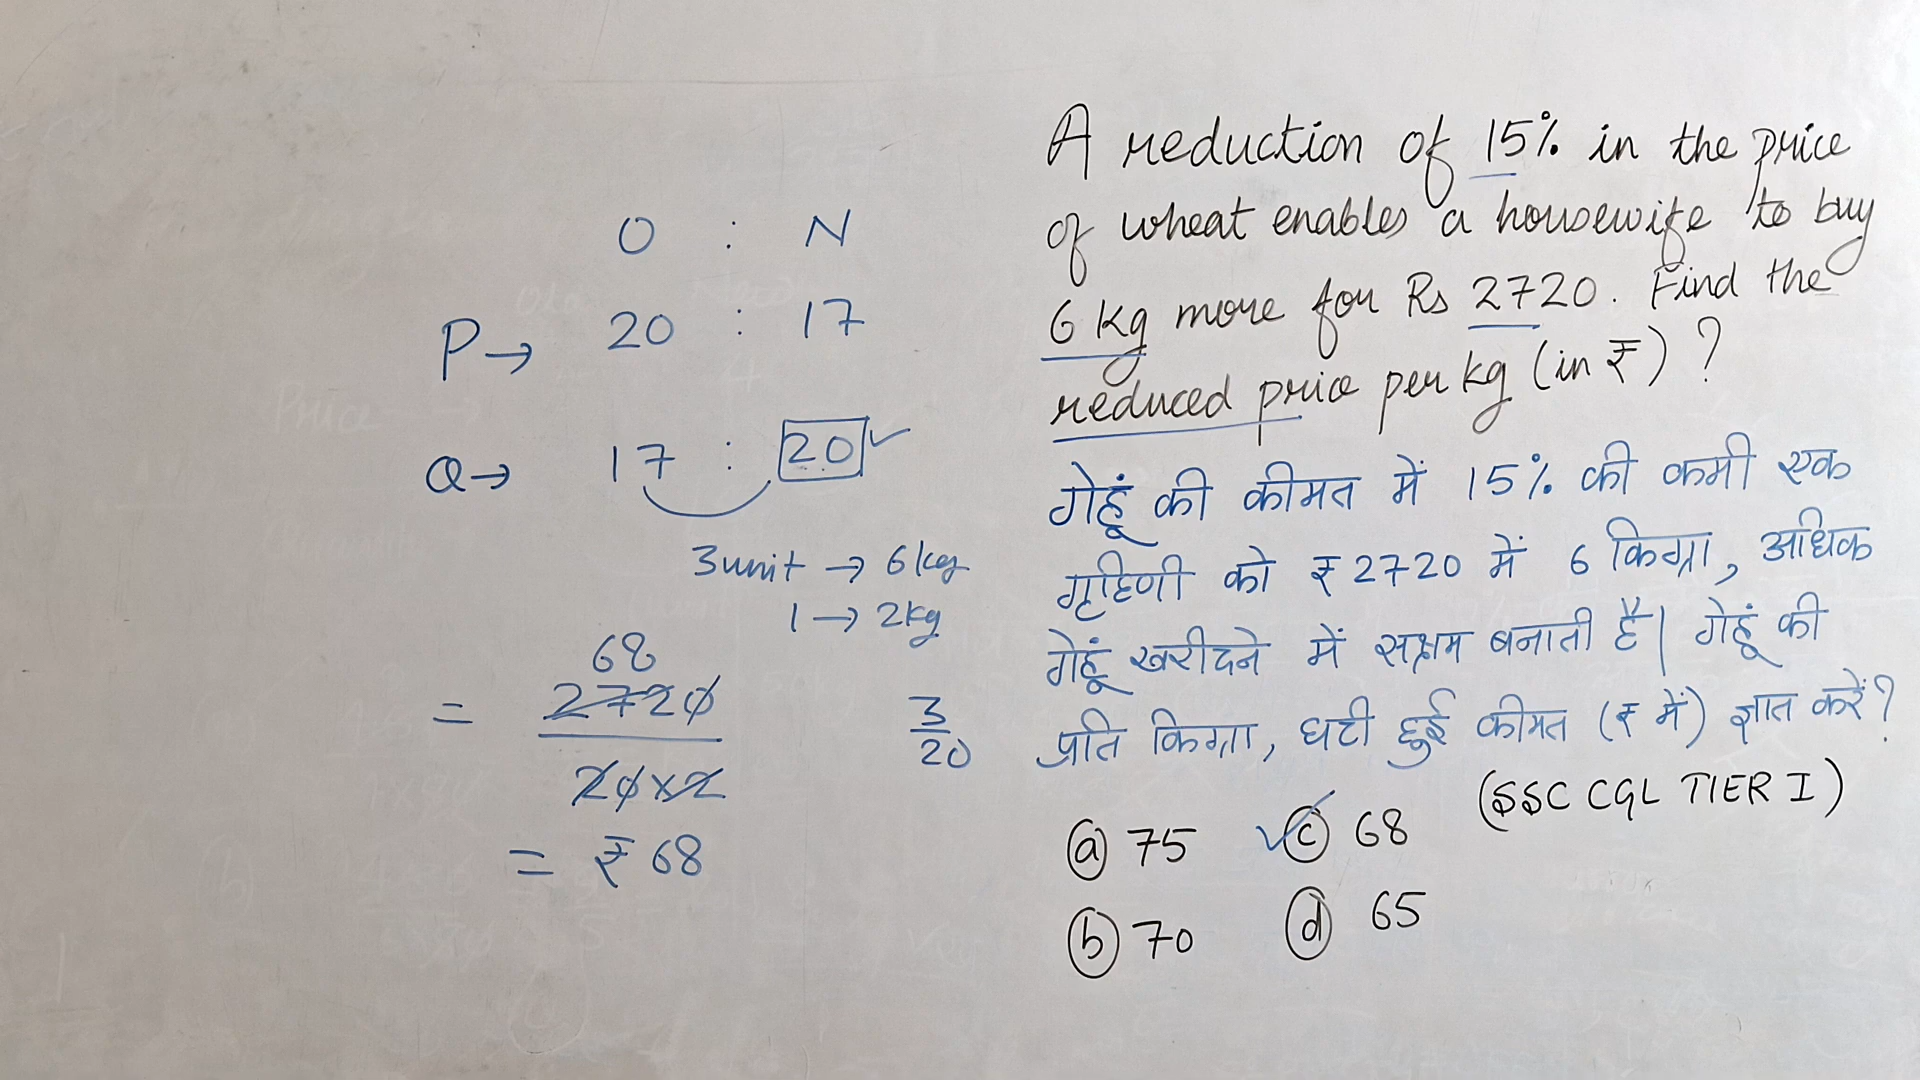 A reduction of 15% in the price
of wheat enables a housewife to buy
6 kg more for Rs 2720. Find the
reduced price per kg (in ₹) ?
गेहूं की कीमत में 15% की कमी एक
गृहिणी को ₹2720 में 6 किग्रा, अधिक
गेहूं खरीदने में सक्षम बनाती है| गेहूं की
प्रति किग्रा, घटी हुई कीमत (₹ में) ज्ञात करें?
(SSC CGL TIER I)
(a) 75 (c) 68
(b) 70 (d) 65
O : N
P→ 20 : 17
Q→ 17 : 20 ✓
3unit → 6kg
1 → 2kg
68
= 2720
20×2
= ₹68
3
20